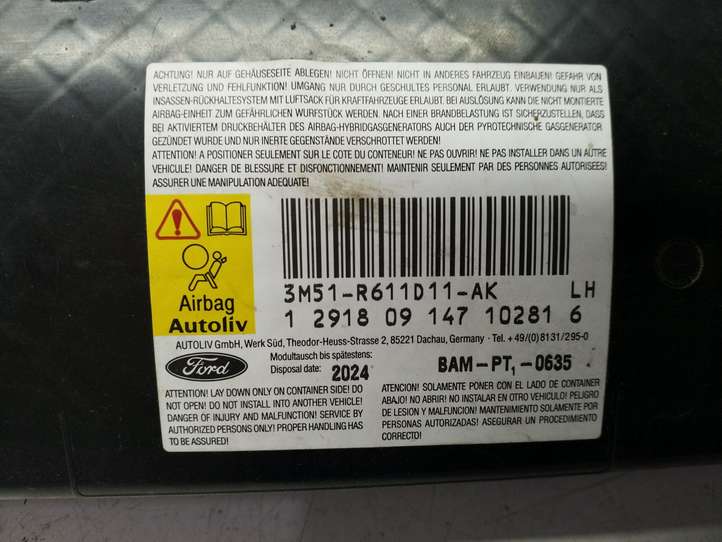 ACHTUNG! NUR AUF GEHÄUSESEITE ABLEGEN! NICHT ÖFFNEN! NICHT IN ANDERES FAHRZEUG EINBAUEN! GEFAHR VON
VERLETZUNG UND FEHLFUNKTION! UMGANG NUR DURCH GESCHULTES PERSONAL ERLAUBT. VERWENDUNG NUR ALS
INSASSEN-RÜCKHALTESYSTEM MIT LUFTSACK FÜR KRAFTFAHRZEUGE ERLAUBT. BEI AUSLÖSUNG KANN DIE NICHT MONTIERTE
AIRBAG-EINHEIT ZUM GEFÄHRLICHEN WURFSTÜCK WERDEN. NACH EINER BRANDBELASTUNG IST SICHERZUSTELLEN, DASS
BEI AKTIVIERTEM DRUCKBEHÄLTER DES AIRBAG-HYBRIDGASGENERATORS AUCH DER PYROTECHNISCHE GASGENERATOR
GEZÜNDET WURDE UND NUR INERTE GEGENSTÄNDE VERSCHROTTET WERDEN!
ATTENTION! A POSITIONER SEULEMENT SUR LE COTE DU CONTENEUR! NE PAS OUVRIR! NE PAS INSTALLER DANS UN AUTRE
VEHICULE! DANGER DE BLESSURE ET DISFONCTIONEMENT! MAINTENIR SEULEMENT PAR DES PERSONNES AUTORISEES!
ASSURER UNE MANIPULATION ADEQUATE!
Airbag
Autoliv
3M51-R611D11-AK LH
1 2918 09 147 10281 6
AUTOLIV GmbH, Werk Süd, Theodor-Heuss-Strasse 2, 85221 Dachau, Germany - Tel. +49/(0)8131/295-0
Ford
Modultausch bis spätestens:
Disposal date: 2024
BAM-PT1-0635
ATTENTION! LAY DOWN ONLY ON CONTAINER SIDE! DO
NOT OPEN! DO NOT INSTALL INTO ANOTHER VEHICLE!
DANGER OF INJURY AND MALFUNCTION! SERVICE BY
AUTHORIZED PERSONS ONLY! PROPER HANDLING HAS
TO BE ASSURED!
ATENCION! SOLAMENTE PONER CON EL LADO DE CONTAINER
ABAJO! NO ABRIR! NO INSTALAR EN OTRO VEHICULO! PELIGRO
DE LESION Y MALFUNCION! MANTENIMIENTO SOLAMENTE POR
PERSONAS AUTORIZADAS! ASEGURAR UN PROCEDIMIENTO
CORRECTO!